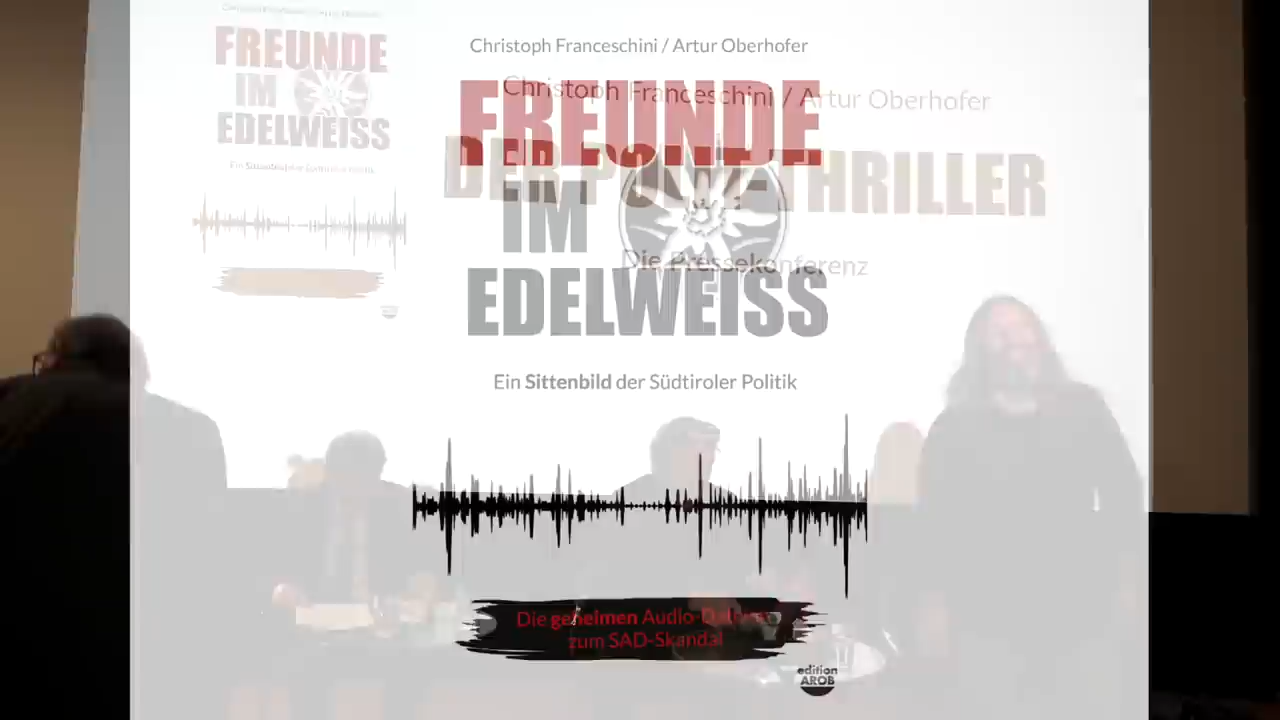 FREUNDE
IM
EDELWEISS
Christoph Franceschini / Artur Oberhofer
FREUNDE
IM
EDELWEISS
Ein Sittenbild der Südtiroler Politik
Die geheimen Audio-Dateien
zum SAD-Skandal
edition
AROB
Christoph Franceschini / Artur Oberhofer
DER POLIT-THRILLER
Die Pressekonferenz